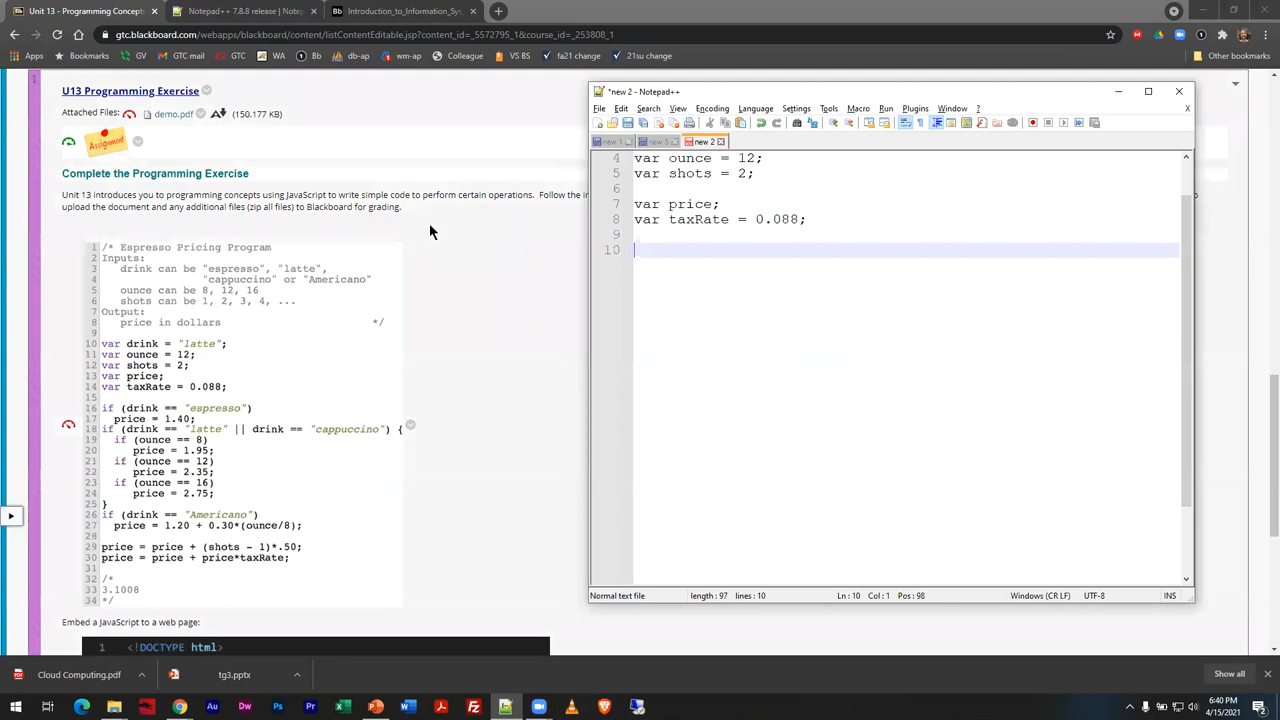 Unit 13 - Programming Concepts
Notepad++ 7.8.8 release | Notep
Bb Introduction_to_Information_Sys
gtc.blackboard.com/webapps/blackboard/content/listContentEditable.jsp?content_id=_5572795_1&course_id=_253808_1
Apps
Bookmarks
GV
GTC mail
GTC
WA
Bb
db-ap
wm-ap
Colleague
VS BS
fa21 change
21su change
Other bookmarks
U13 Programming Exercise
Attached Files: demo.pdf (150.177 KB)
Assignment
Complete the Programming Exercise
Unit 13 introduces you to programming concepts using JavaScript to write simple code to perform certain operations. Follow the in
upload the document and any additional files (zip all files) to Blackboard for grading.
1 /* Espresso Pricing Program
2 Inputs:
3 drink can be "espresso", "latte",
4 "cappuccino" or "Americano"
5 ounce can be 8, 12, 16
6 shots can be 1, 2, 3, 4, ...
7 Output:
8 price in dollars */
9
10 var drink = "latte";
11 var ounce = 12;
12 var shots = 2;
13 var price;
14 var taxRate = 0.088;
15
16 if (drink == "espresso")
17 price = 1.40;
18 if (drink == "latte" || drink == "cappuccino") {
19 if (ounce == 8)
20 price = 1.95;
21 if (ounce == 12)
22 price = 2.35;
23 if (ounce == 16)
24 price = 2.75;
25 }
26 if (drink == "Americano")
27 price = 1.20 + 0.30*(ounce/8);
28
29 price = price + (shots - 1)*.50;
30 price = price + price*taxRate;
31
32 /*
33 3.1008
34 */
Embed a JavaScript to a web page:
1 <!DOCTYPE html>
*new 2 - Notepad++
File Edit Search View Encoding Language Settings Tools Macro Run Plugins Window ?
X
new 1
new 5
new 2
4 var ounce = 12;
5 var shots = 2;
6
7 var price;
8 var taxRate = 0.088;
9
10
Normal text file
length : 97 lines : 10
Ln : 10 Col : 1 Pos : 98
Windows (CR LF)
UTF-8
INS
Cloud Computing.pdf
tg3.pptx
Show all
6:40 PM
4/15/2021